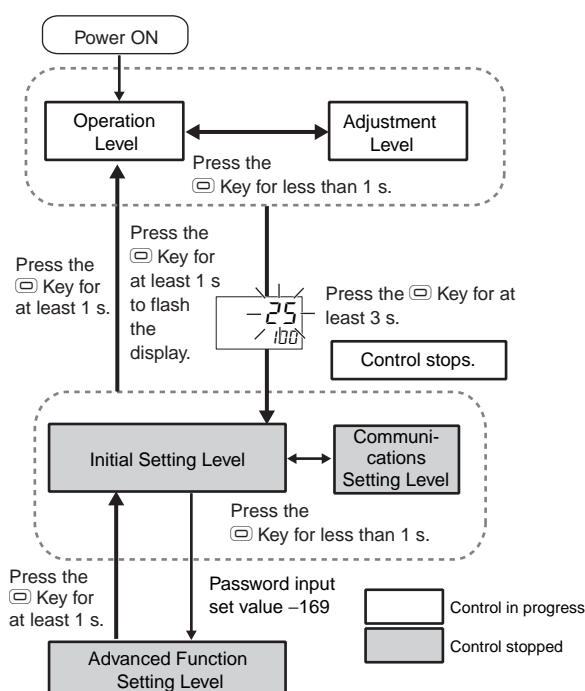 Power ON
Operation
Level
Adjustment
Level
Press the
Key for less than 1 s.
Press the
Key for
at least 1 s.
Press the
Key for
at least 1 s
to flash
the
display.
25
100
Press the Key for at
least 3 s.
Control stops.
Initial Setting Level
Communi-
cations
Setting Level
Press the
Key for less than 1 s.
Press the
Key for
at least 1 s.
Password input
set value –169
Control in progress
Control stopped
Advanced Function
Setting Level